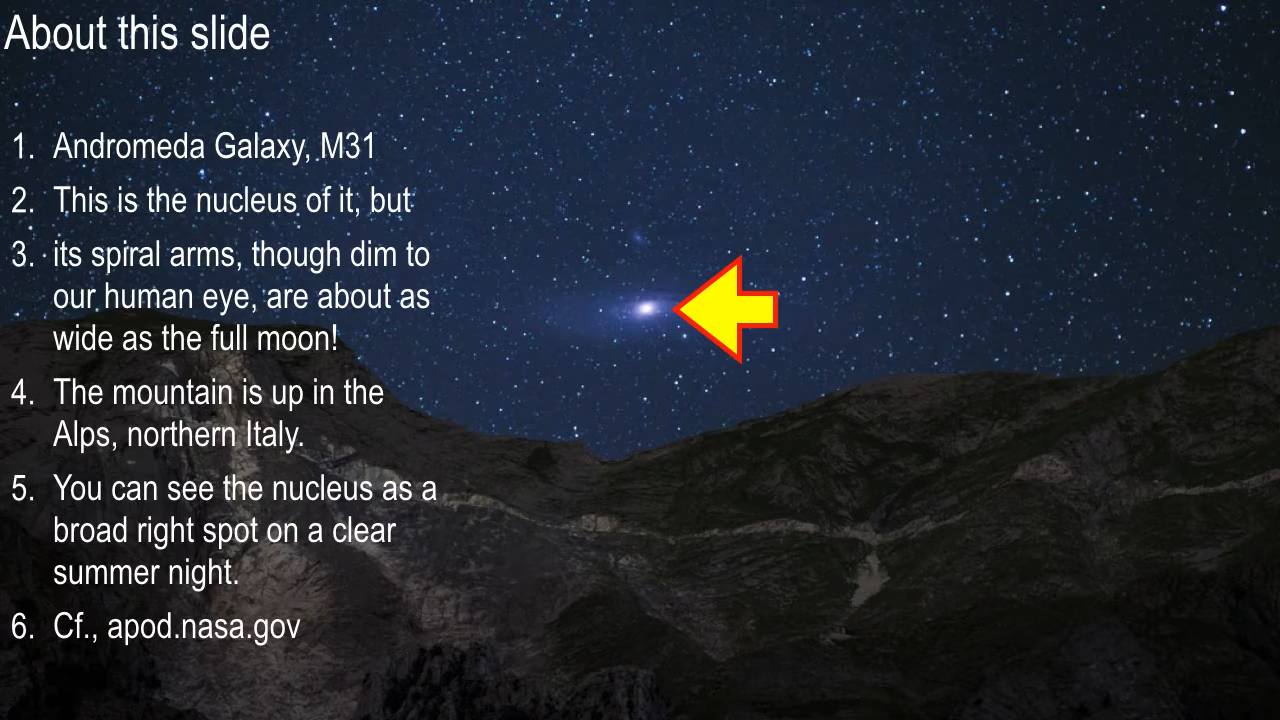 About this slide
1. Andromeda Galaxy, M31
2. This is the nucleus of it, but
3. its spiral arms, though dim to
our human eye, are about as
wide as the full moon!
4. The mountain is up in the
Alps, northern Italy.
5. You can see the nucleus as a
broad right spot on a clear
summer night.
6. Cf., apod.nasa.gov